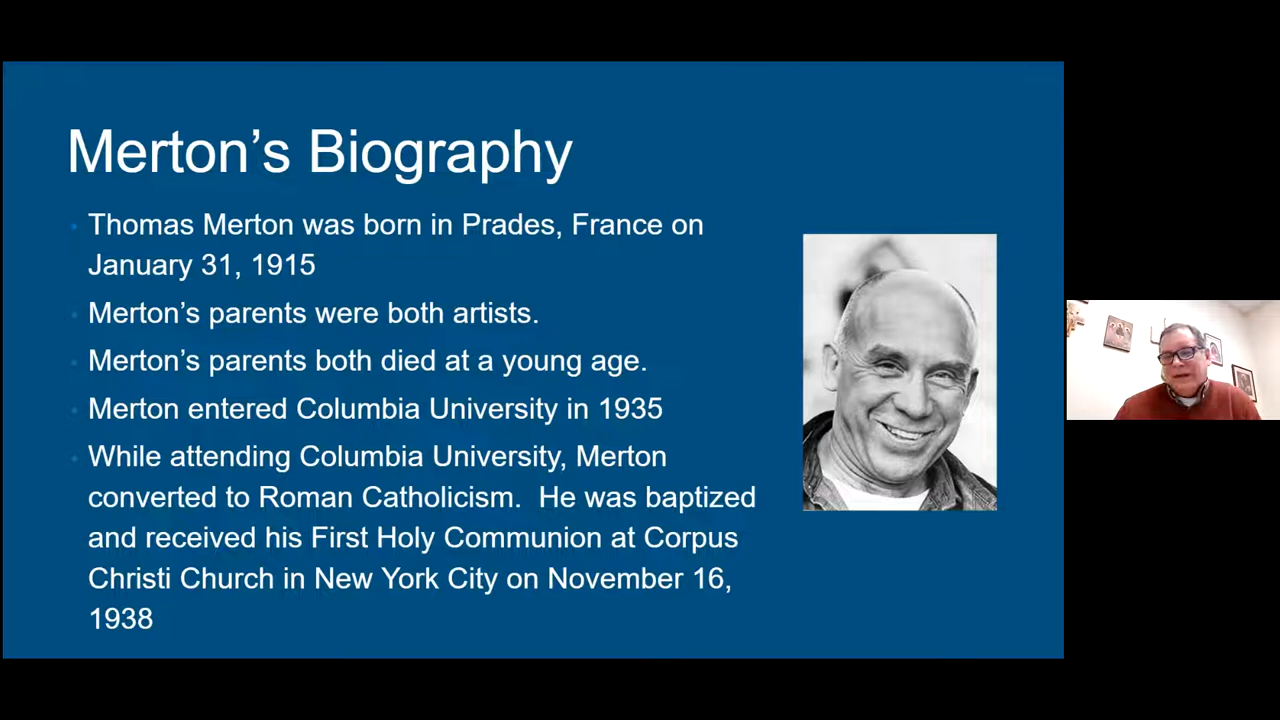 Merton’s Biography
Thomas Merton was born in Prades, France on
January 31, 1915
Merton’s parents were both artists.
Merton’s parents both died at a young age.
Merton entered Columbia University in 1935
While attending Columbia University, Merton
converted to Roman Catholicism.  He was baptized
and received his First Holy Communion at Corpus
Christi Church in New York City on November 16,
1938